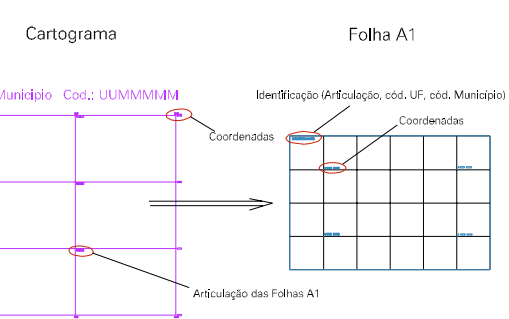 Cartograma
Folha A1
Municipio Cod.: UUMMMMM
Identificação (Articulação, cód. UF, cód. Município)
Coordenadas
Coordenadas
Articulação das Folhas A1